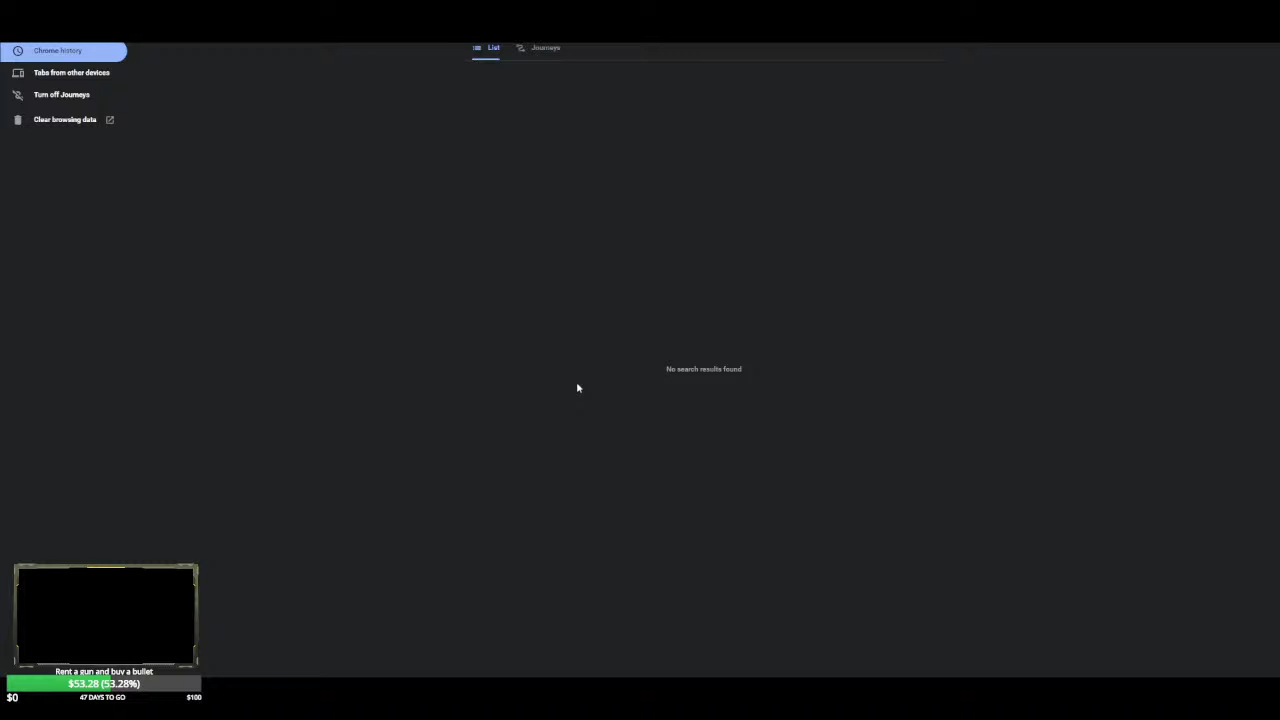 Chrome history
List
Journeys
Tabs from other devices
Turn off Journeys
Clear browsing data
No search results found
Rent a gun and buy a bullet
$53.28 (53.28%)
$0
47 DAYS TO GO
$100